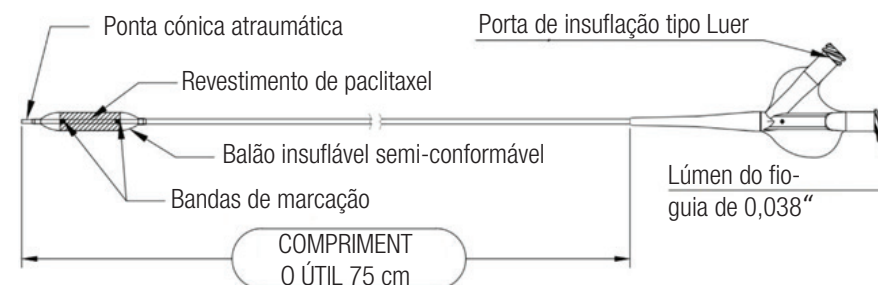 Ponta cónica atraumática
Porta de insuflação tipo Luer
Revestimento de paclitaxel
Balão insuflável semi-conformável
Bandas de marcação
Lúmen do fio-
guia de 0,038“
COMPRIMENT
O ÚTIL 75 cm